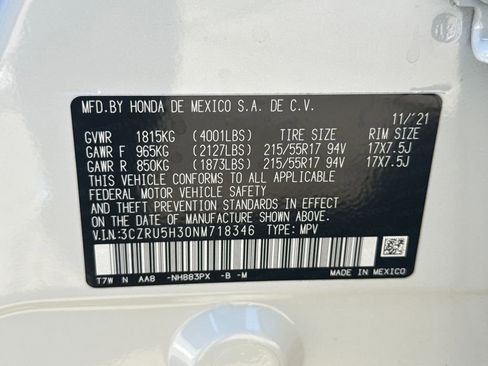 MFD.BY HONDA DE MEXICO S.A. DE C.V. 11/'21
GVWR 1815KG (4001LBS) TIRE SIZE RIM SIZE
GAWR F 965KG (2127LBS) 215/55R17 94V 17X7.5J
GAWR R 850KG (1873LBS) 215/55R17 94V 17X7.5J
THIS VEHICLE CONFORMS TO ALL APPLICABLE
FEDERAL MOTOR VEHICLE SAFETY
AND THEFT PREVENTION STANDARDS IN EFFECT
ON THE DATE OF MANUFACTURE SHOWN ABOVE.
V.I.N:3CZRU5H30NM718346 TYPE: MPV
T7W N AA8 -NH883PX -B -M
MADE IN MEXICO